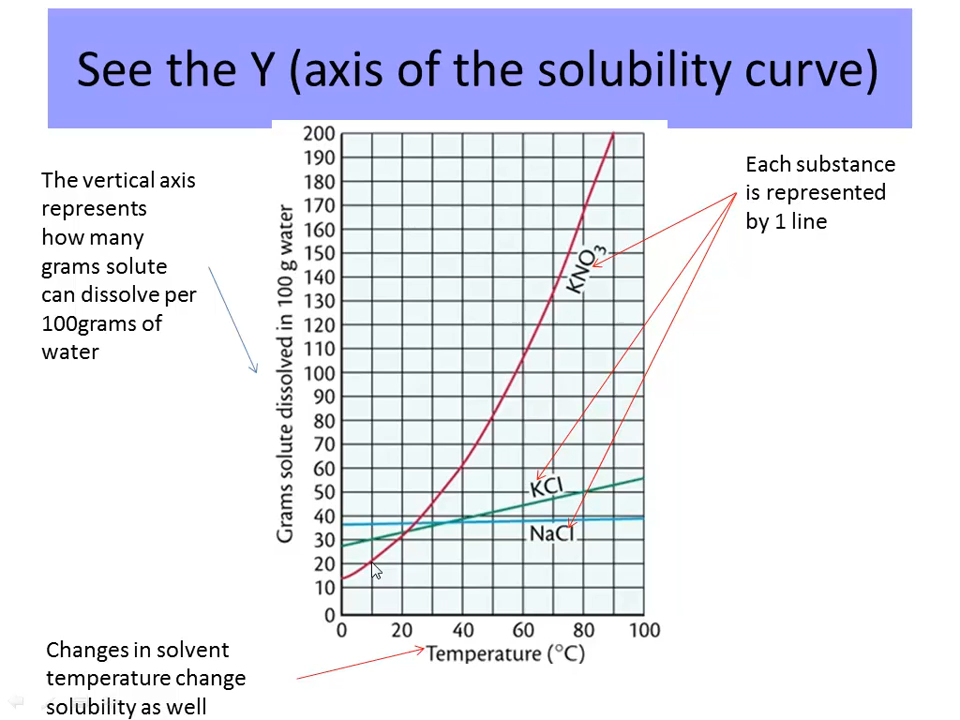 See the Y (axis of the solubility curve)
The vertical axis
represents
how many
grams solute
can dissolve per
100grams of
water
Each substance
is represented
by 1 line
Grams solute dissolved in 100 g water
200
190
180
170
160
150
140
130
120
110
100
90
80
70
60
50
40
30
20
10
0
KNO₃
KCl
NaCl
0 20 40 60 80 100
Temperature (°C)
Changes in solvent
temperature change
solubility as well